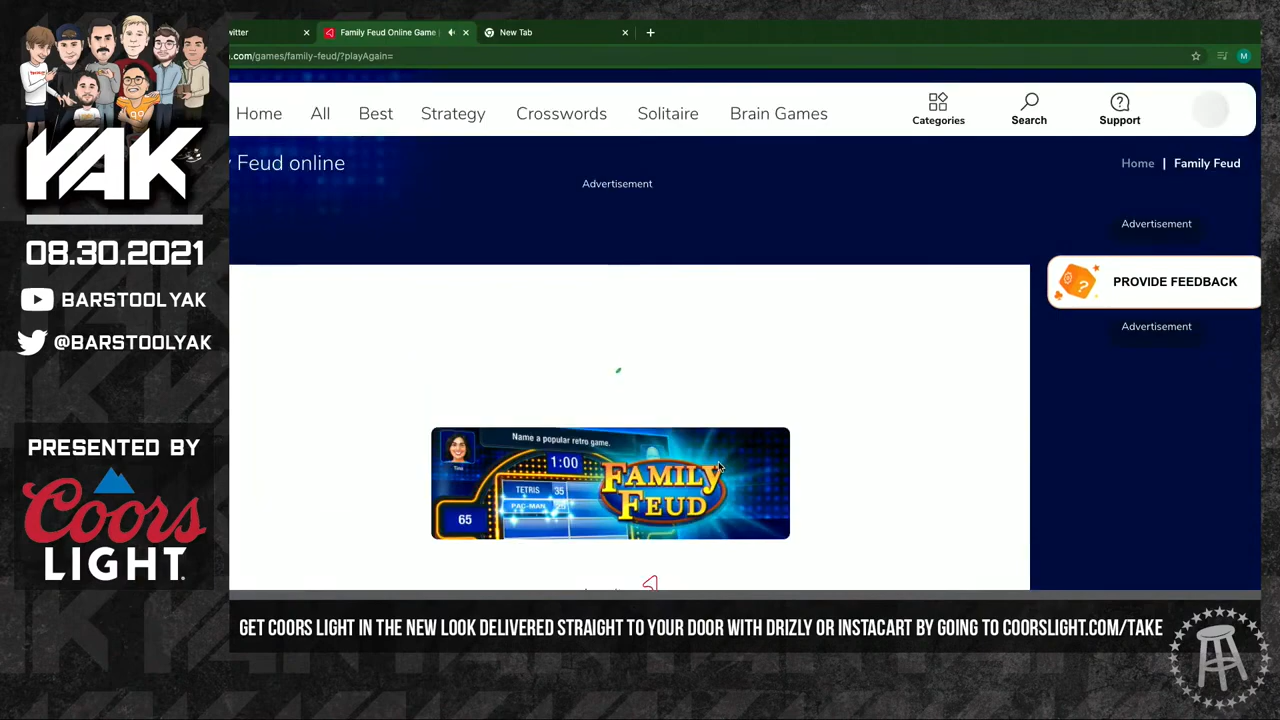 witter
Family Feud Online Game
New Tab
.com/games/family-feud/?playAgain=
M
Home
All
Best
Strategy
Crosswords
Solitaire
Brain Games
Categories
Search
Support
Feud online
Home | Family Feud
Advertisement
Advertisement
PROVIDE FEEDBACK
Advertisement
YAK
08.30.2021
BARSTOOL YAK
@BARSTOOLYAK
PRESENTED BY
Coors
LIGHT
Name a popular retro game.
Tina
1:00
TETRIS 35
PAC-MAN
65
FAMILY
FEUD
GET COORS LIGHT IN THE NEW LOOK DELIVERED STRAIGHT TO YOUR DOOR WITH DRIZLY OR INSTACART BY GOING TO COORSLIGHT.COM/TAKE